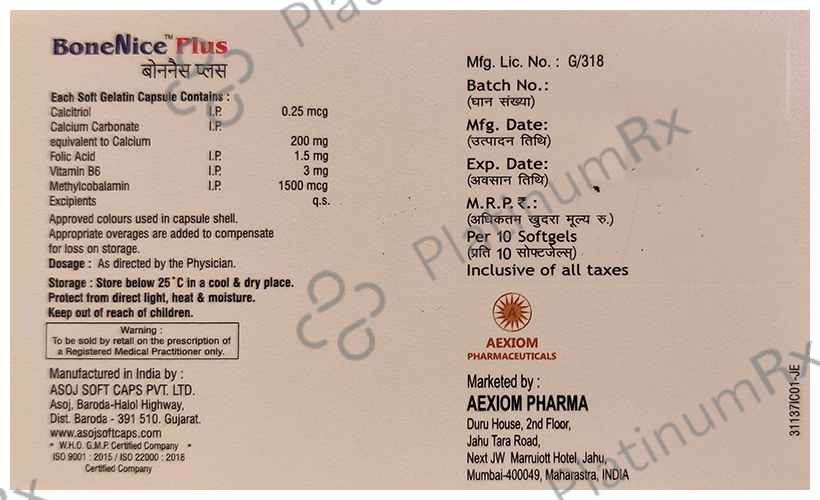 BoneNice™ Plus
बोननैस प्लस
Each Soft Gelatin Capsule Contains :
Calcitriol I.P. 0.25 mcg
Calcium Carbonate I.P.
equivalent to Calcium 200 mg
Folic Acid I.P. 1.5 mg
Vitamin B6 I.P. 3 mg
Methylcobalamin I.P. 1500 mcg
Excipients q.s.
Approved colours used in capsule shell.
Appropriate overages are added to compensate
for loss on storage.
Dosage : As directed by the Physician.
Storage : Store below 25˚C in a cool & dry place.
Protect from direct light, heat & moisture.
Keep out of reach of children.
Warning :
To be sold by retail on the prescription of
a Registered Medical Practitioner only.
Manufactured in India by :
ASOJ SOFT CAPS PVT. LTD.
Asoj, Baroda-Halol Highway,
Dist. Baroda - 391 510. Gujarat.
www.asojsoftcaps.com
* W.H.O. G.M.P. Certified Company *
ISO 9001 : 2015 / ISO 22000 : 2018
Certified Company
Mfg. Lic. No. : G/318
Batch No.:
(घान संख्या)
Mfg. Date:
(उत्पादन तिथि)
Exp. Date:
(अवसान तिथि)
M.R.P. ₹.:
(अधिकतम खुदरा मूल्य रु.)
Per 10 Softgels
(प्रति 10 सोफ्टजेल्स)
Inclusive of all taxes
A
AEXIOM
PHARMACEUTICALS
Marketed by :
AEXIOM PHARMA
Duru House, 2nd Floor,
Jahu Tara Road,
Next JW Marruiott Hotel, Jahu,
Mumbai-400049, Maharastra, INDIA
31137IC01-JE
PlatinumRx
PlatinumRx
PlatinumRx